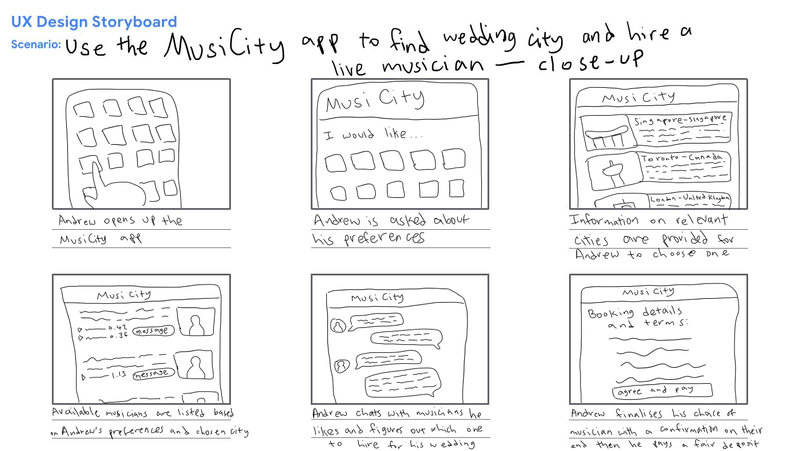 UX Design Storyboard
Scenario: Use the MusiCity app to find wedding city and hire a
live musician — close-up
Andrew opens up the
MusiCity app
Musi City
I would like...
Andrew is asked about
his preferences
Musi City
Singapore-Singapore
Toronto-Canada
London-United Kingdom
Information on relevant
cities are provided for
Andrew to choose one
Musi City
0.42
0.36
message
1.13
message
Available musicians are listed based
on Andrew's preferences and chosen city
Musi City
Andrew chats with musicians he
likes and figures out which one
to hire for his wedding
Musi City
Booking details
and terms:
agree and pay
Andrew finalises his choice of
musician with a confirmation on their
end then he pays a fair deposit